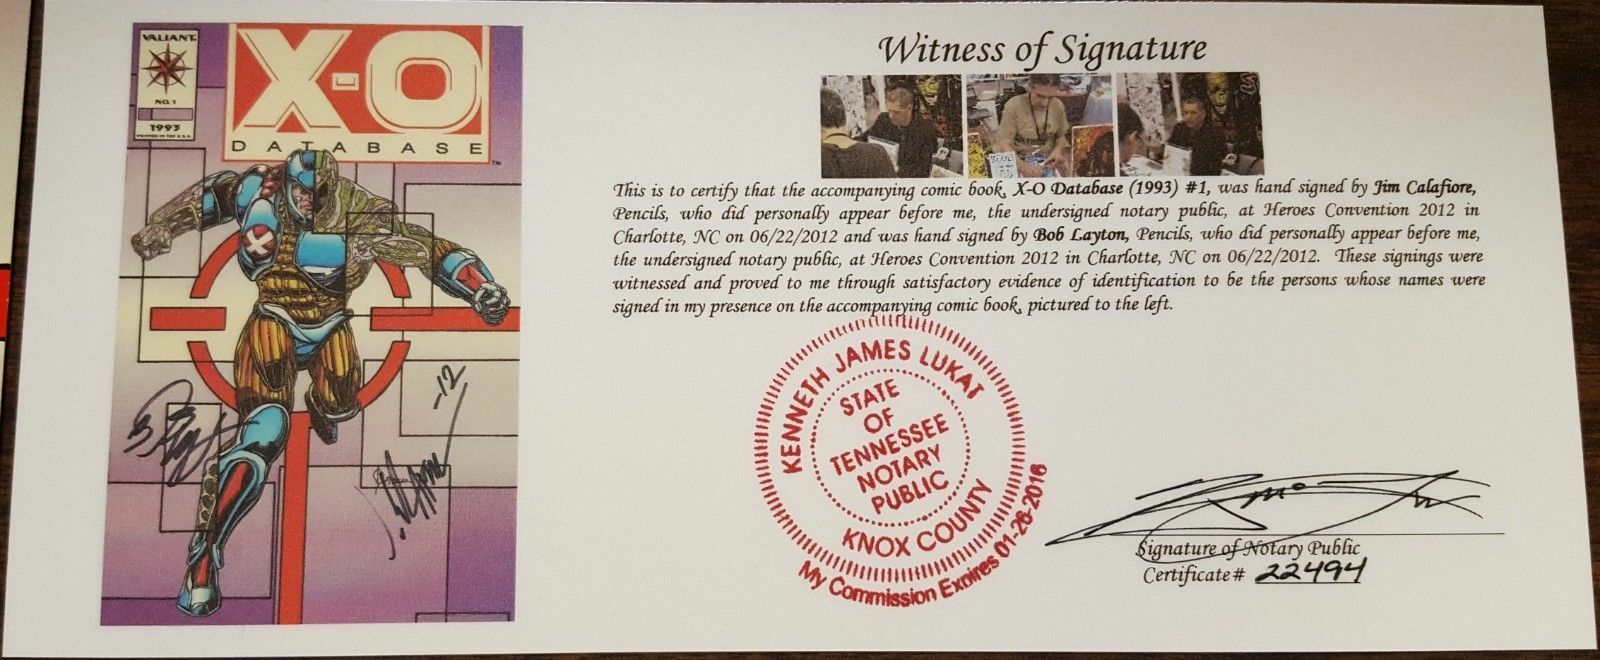 VALIANT
NO. 1
1993
PRINTED IN THE U.S.A.
X-O
DATABASE
TM
-12
Witness of Signature
This is to certify that the accompanying comic book, X-O Database (1993) #1, was hand signed by Jim Calafiore,
Pencils, who did personally appear before me, the undersigned notary public, at Heroes Convention 2012 in
Charlotte, NC on 06/22/2012 and was hand signed by Bob Layton, Pencils, who did personally appear before me,
the undersigned notary public, at Heroes Convention 2012 in Charlotte, NC on 06/22/2012. These signings were
witnessed and proved to me through satisfactory evidence of identification to be the persons whose names were
signed in my presence on the accompanying comic book, pictured to the left.
KENNETH JAMES LUKAT
STATE
OF
TENNESSEE
NOTARY
PUBLIC
KNOX COUNTY
My Commission Expires 01-26-2016
Signature of Notary Public
Certificate # 22494